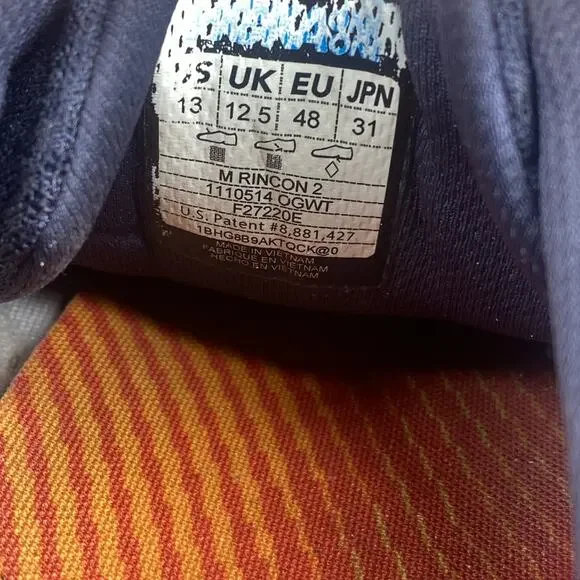 S UK EU JPN
13 12.5 48 31
M RINCON 2
1110514 OGWT
F27220E
U.S. Patent #8,881,427
1BHG8B9AKTQCK@0
MADE IN VIETNAM
FABRIQUE EN VIETNAM
HECHO EN VIETNAM